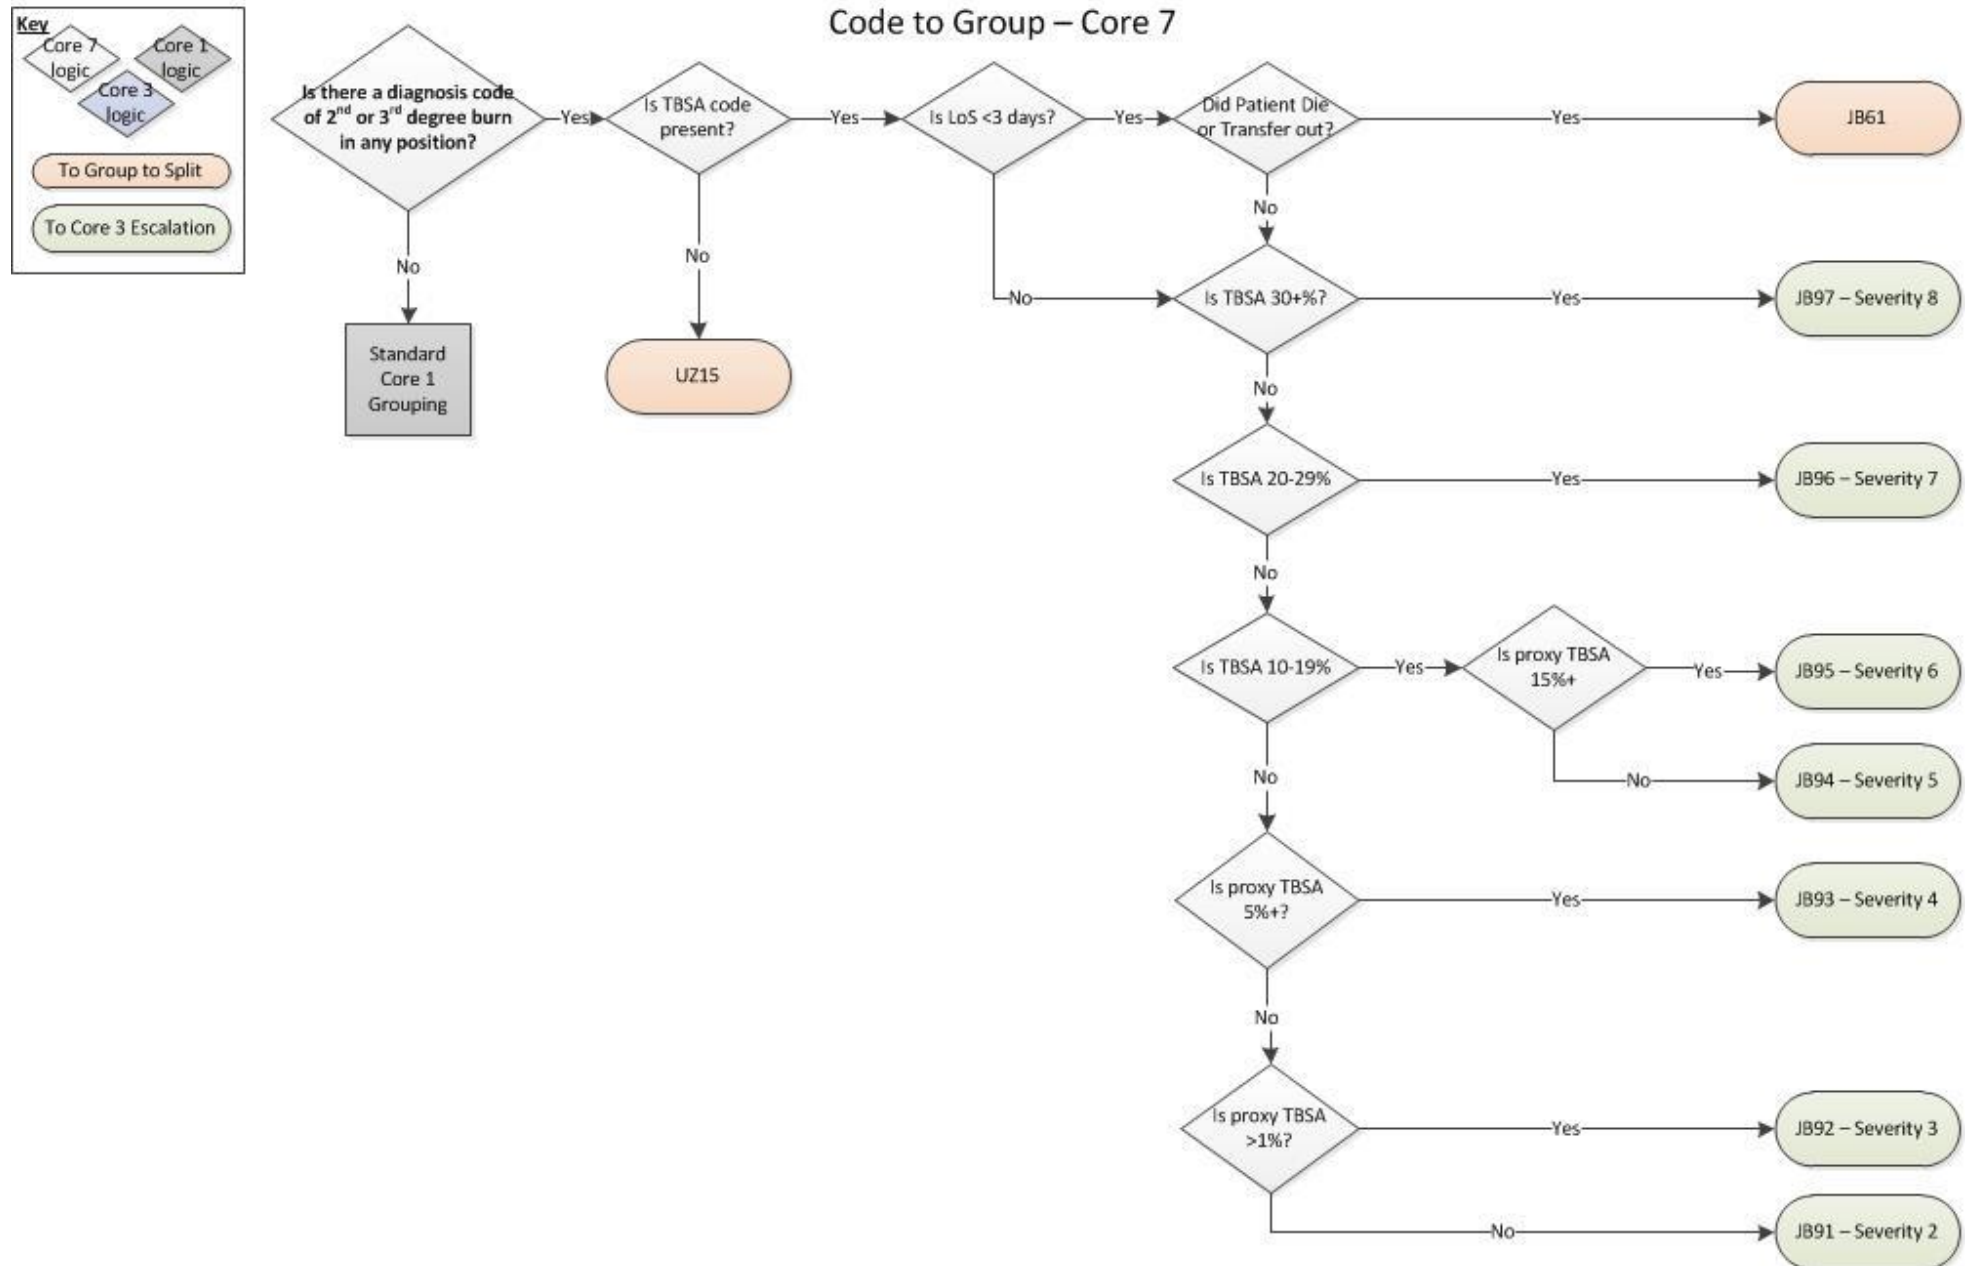 Code to Group – Core 7
Key
Core 7
logic
Core 1
logic
Core 3
logic
To Group to Split
To Core 3 Escalation
Is there a diagnosis code
of 2nd or 3rd degree burn
in any position?
Yes
Is TBSA code
present?
Yes
Is LoS <3 days?
Yes
Did Patient Die
or Transfer out?
Yes
JB61
No
No
No
Standard
Core 1
Grouping
UZ15
No
Is TBSA 30+%?
Yes
JB97 – Severity 8
No
Is TBSA 20-29%
Yes
JB96 – Severity 7
No
Is TBSA 10-19%
Yes
Is proxy TBSA
15%+
Yes
JB95 – Severity 6
No
JB94 – Severity 5
No
Is proxy TBSA
5%+?
Yes
JB93 – Severity 4
No
Is proxy TBSA
>1%?
Yes
JB92 – Severity 3
No
JB91 – Severity 2